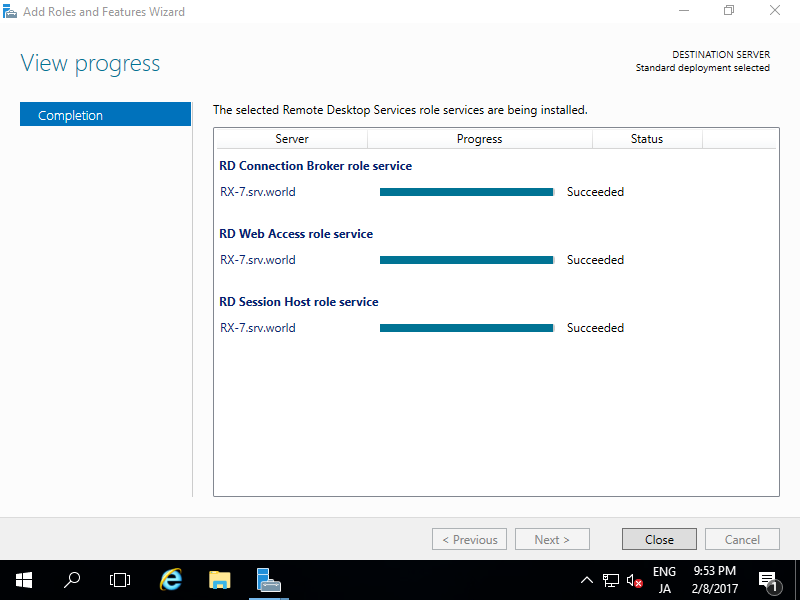 Add Roles and Features Wizard
View progress
DESTINATION SERVER
Standard deployment selected
Completion
The selected Remote Desktop Services role services are being installed.
Server Progress Status
RD Connection Broker role service
RX-7.srv.world Succeeded
RD Web Access role service
RX-7.srv.world Succeeded
RD Session Host role service
RX-7.srv.world Succeeded
< Previous Next > Close Cancel
ENG 9:53 PM
JA 2/8/2017
1